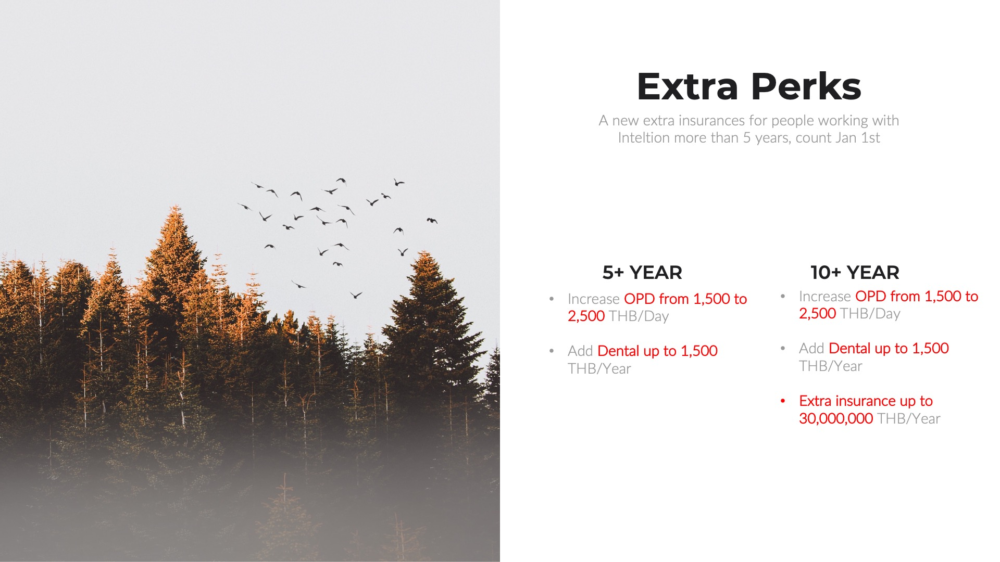 Extra Perks
A new extra insurances for people working with
Inteltion more than 5 years, count Jan 1st
5+ YEAR
• Increase OPD from 1,500 to
2,500 THB/Day
• Add Dental up to 1,500
THB/Year
10+ YEAR
• Increase OPD from 1,500 to
2,500 THB/Day
• Add Dental up to 1,500
THB/Year
• Extra insurance up to
30,000,000 THB/Year